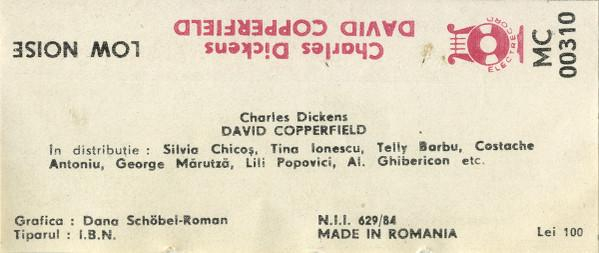 LOW NOISE
Charles Dickens
DAVID COPPERFIELD
ELECTRECORD
MC
00310
Charles Dickens
DAVID COPPERFIELD
În distribuție : Silvia Chicoș, Tina Ionescu, Telly Barbu, Costache
Antoniu, George Mărutză, Lili Popovici, Al. Ghibericon etc.
Grafica : Dana Schöbel-Roman
Tiparul : I.B.N.
N.I.I. 629/84
MADE IN ROMANIA
Lei 100